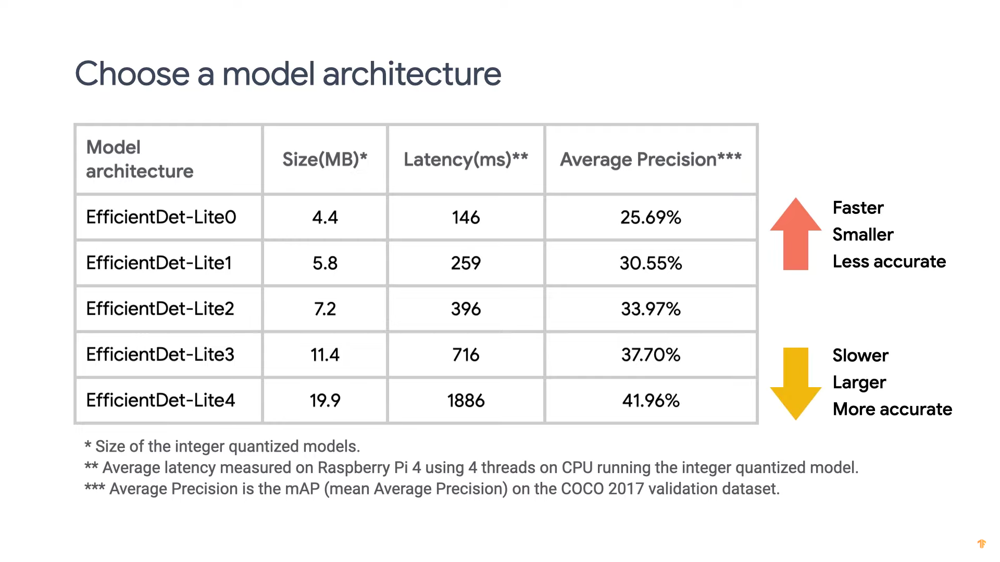 Choose a model architecture
Model
architecture
Size(MB)*
Latency(ms)**
Average Precision***
EfficientDet-Lite0 4.4 146 25.69%
EfficientDet-Lite1 5.8 259 30.55%
EfficientDet-Lite2 7.2 396 33.97%
EfficientDet-Lite3 11.4 716 37.70%
EfficientDet-Lite4 19.9 1886 41.96%
Faster
Smaller
Less accurate
Slower
Larger
More accurate
* Size of the integer quantized models.
** Average latency measured on Raspberry Pi 4 using 4 threads on CPU running the integer quantized model.
*** Average Precision is the mAP (mean Average Precision) on the COCO 2017 validation dataset.